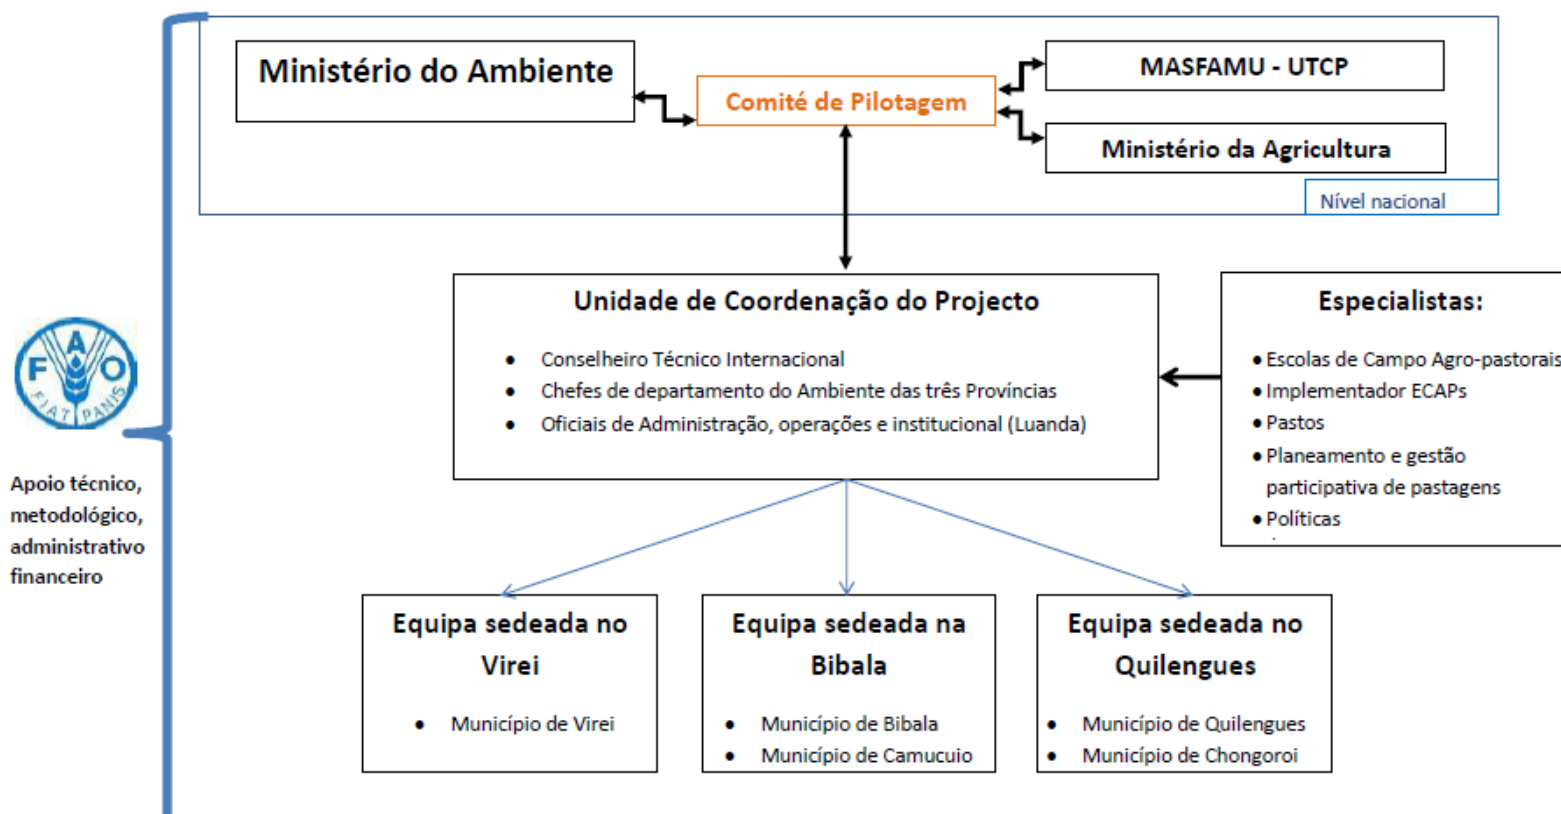 Ministério do Ambiente
Comité de Pilotagem
MASFAMU - UTCP
Ministério da Agricultura
Nível nacional
F A O
FIAT PANIS
Apoio técnico,
metodológico,
administrativo
financeiro
Unidade de Coordenação do Projecto
• Conselheiro Técnico Internacional
• Chefes de departamento do Ambiente das três Províncias
• Oficiais de Administração, operações e institucional (Luanda)
Especialistas:
• Escolas de Campo Agro-pastorais
• Implementador ECAPs
• Pastos
• Planeamento e gestão
participativa de pastagens
• Políticas
Equipa sedeada no
Virei
• Município de Virei
Equipa sedeada na
Bibala
• Município de Bibala
• Município de Camucuio
Equipa sedeada no
Quilengues
• Município de Quilengues
• Município de Chongoroi